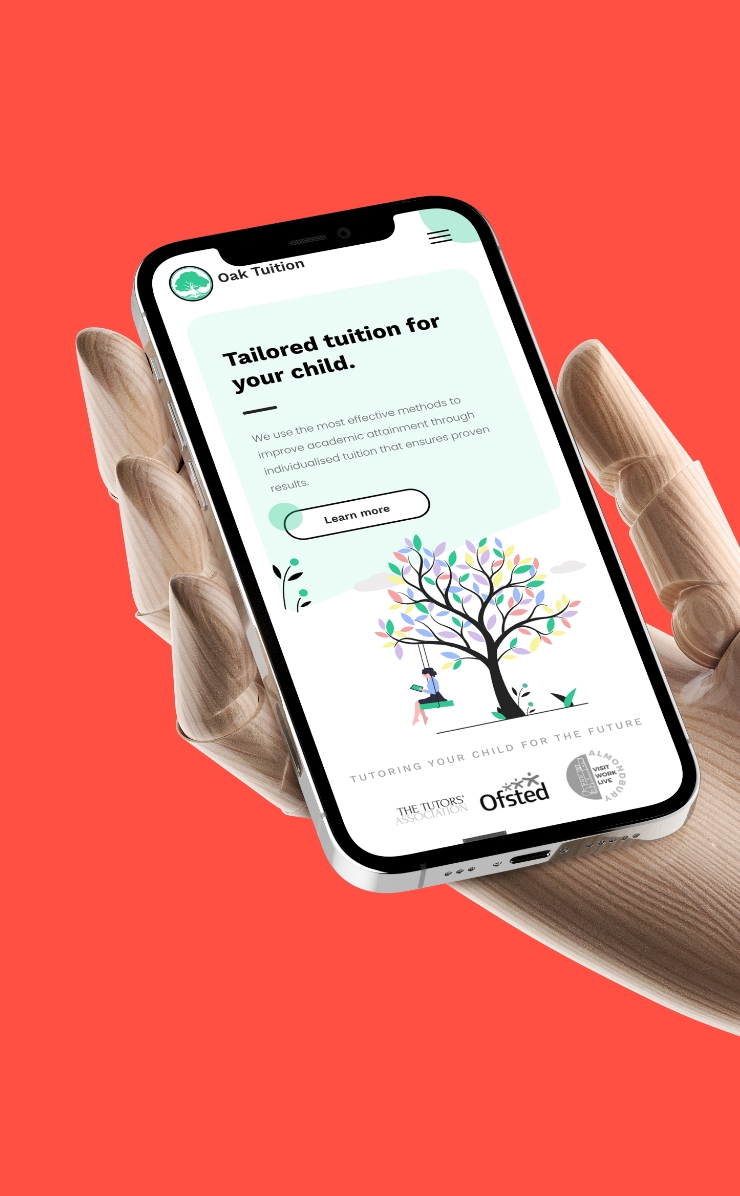 Oak Tuition
Tailored tuition for
your child.
We use the most effective methods to
improve academic attainment through
individualised tuition that ensures proven
results.
Learn more
TUTORING YOUR CHILD FOR THE FUTURE
THE TUTORS'
ASSOCIATION
Ofsted
VISIT
WORK
LIVE
ALMONDBURY